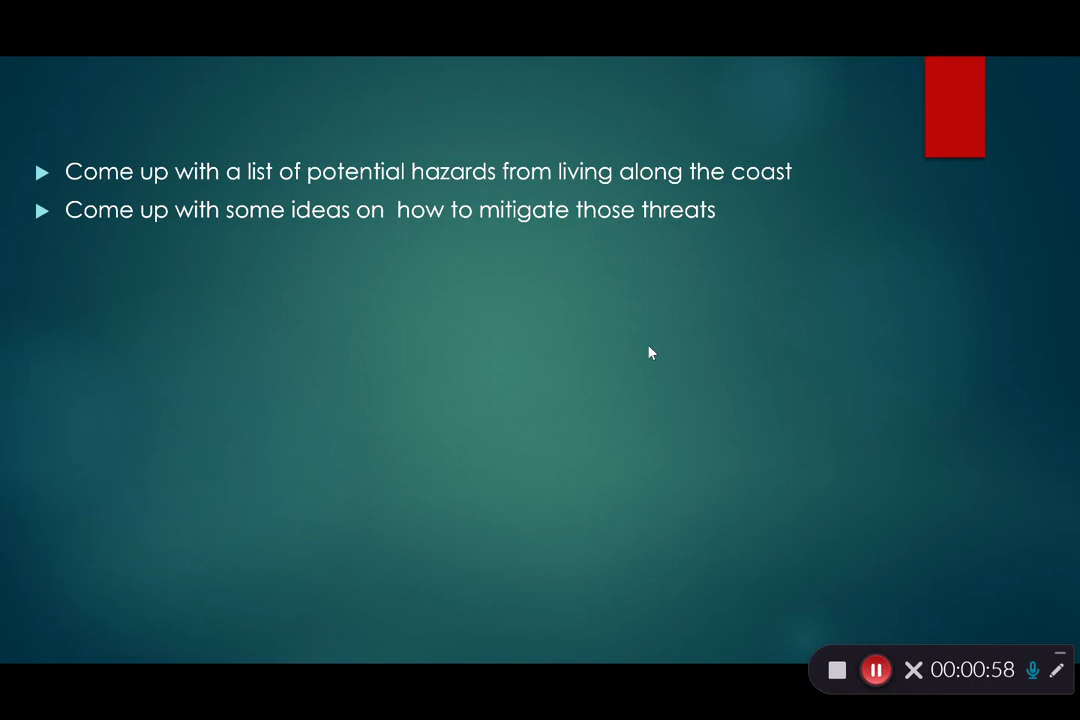 Come up with a list of potential hazards from living along the coast
Come up with some ideas on  how to mitigate those threats
00:00:58